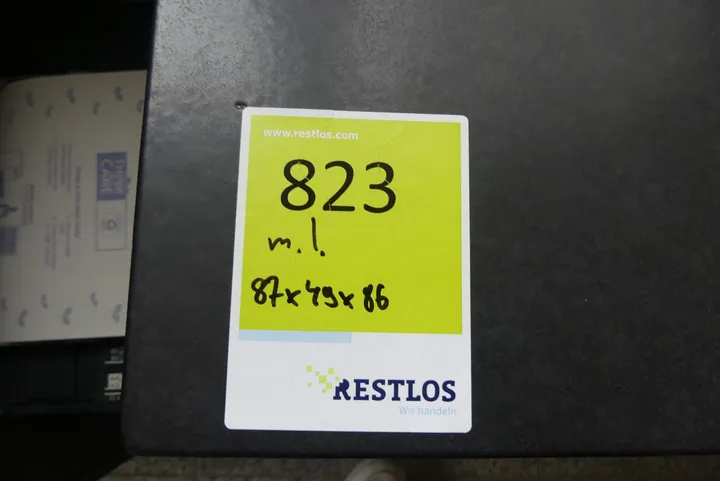 www.restlos.com
823
m. l.
87x49x86
RESTLOS
Wir handeln